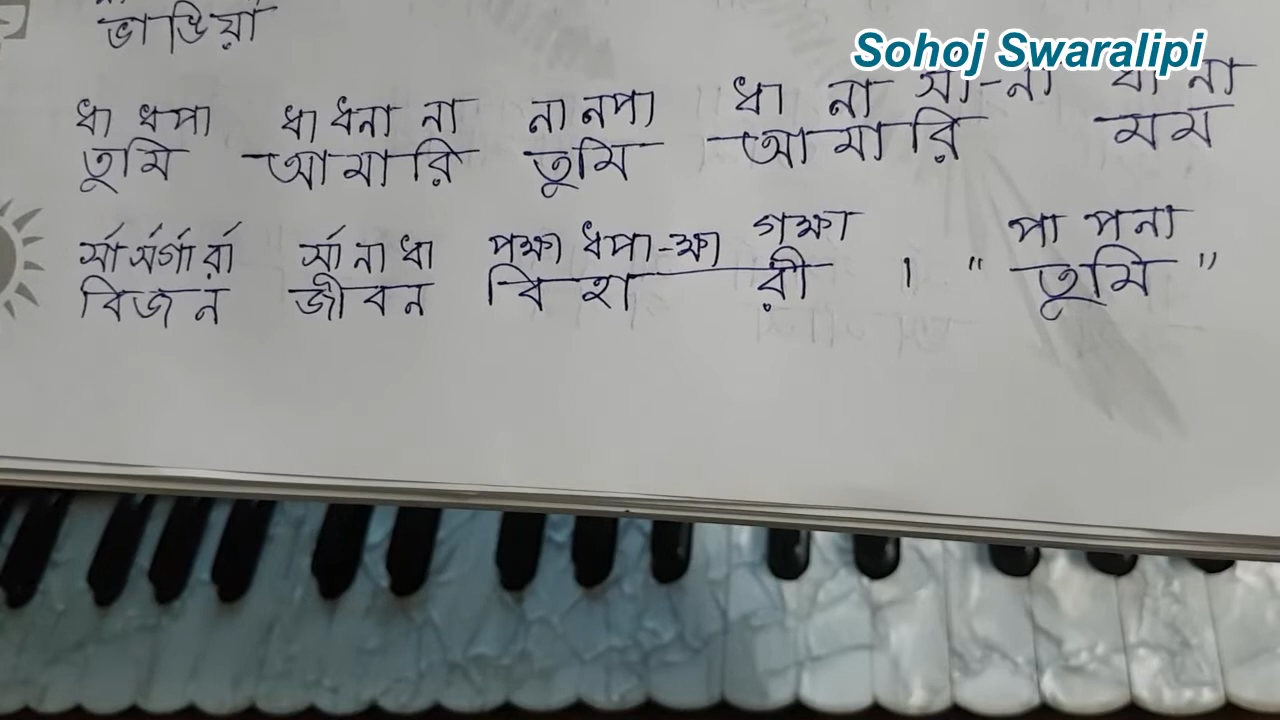 ভাঙিয়া
Sohoj Swaralipi
ধা ধপা ধা ধনা না না নপা ধা না র্সা-না ধা না
তুমি আমারি তুমি আমারি মম
র্সা র্সর্গা র্রা র্সা না ধা পক্ষা ধপা-ক্ষা গক্ষা পা পনা
বিজন জীবন বিহারী । " তুমি "